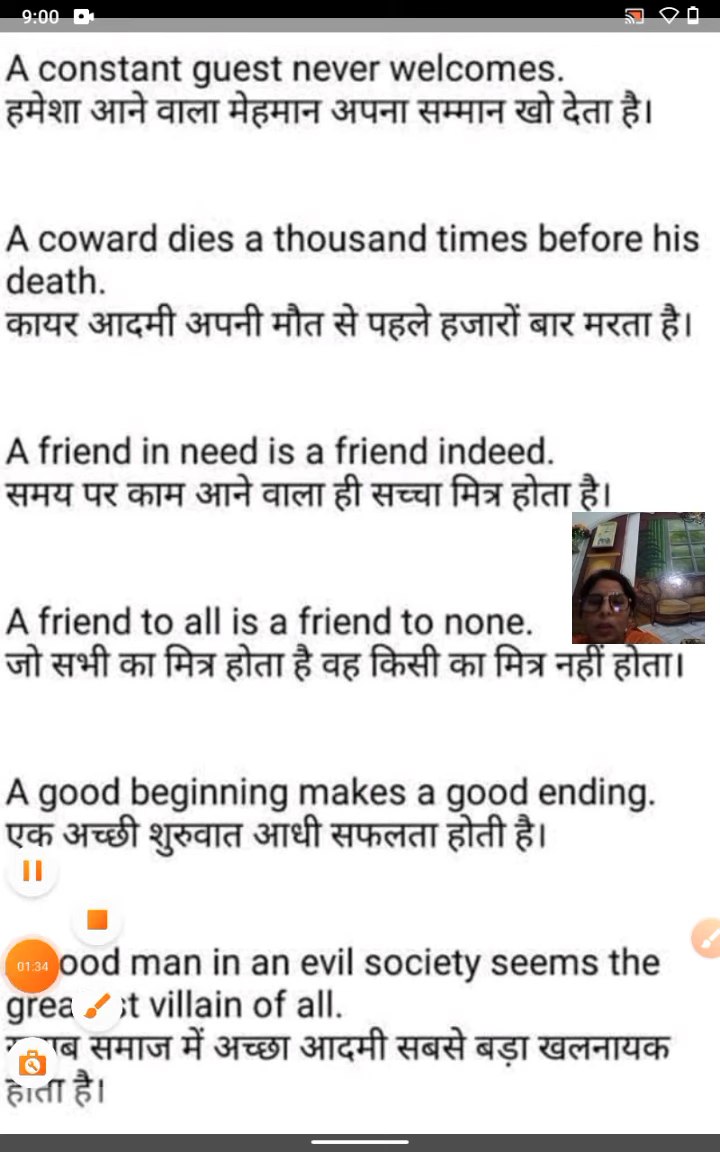 9:00
A constant guest never welcomes.
हमेशा आने वाला मेहमान अपना सम्मान खो देता है।
A coward dies a thousand times before his
death.
कायर आदमी अपनी मौत से पहले हजारों बार मरता है।
A friend in need is a friend indeed.
समय पर काम आने वाला ही सच्चा मित्र होता है।
A friend to all is a friend to none.
जो सभी का मित्र होता है वह किसी का मित्र नहीं होता।
A good beginning makes a good ending.
एक अच्छी शुरुवात आधी सफलता होती है।
01:34
man in an evil society seems the
villain of all.
समाज में अच्छा आदमी सबसे बड़ा खलनायक
होता है।